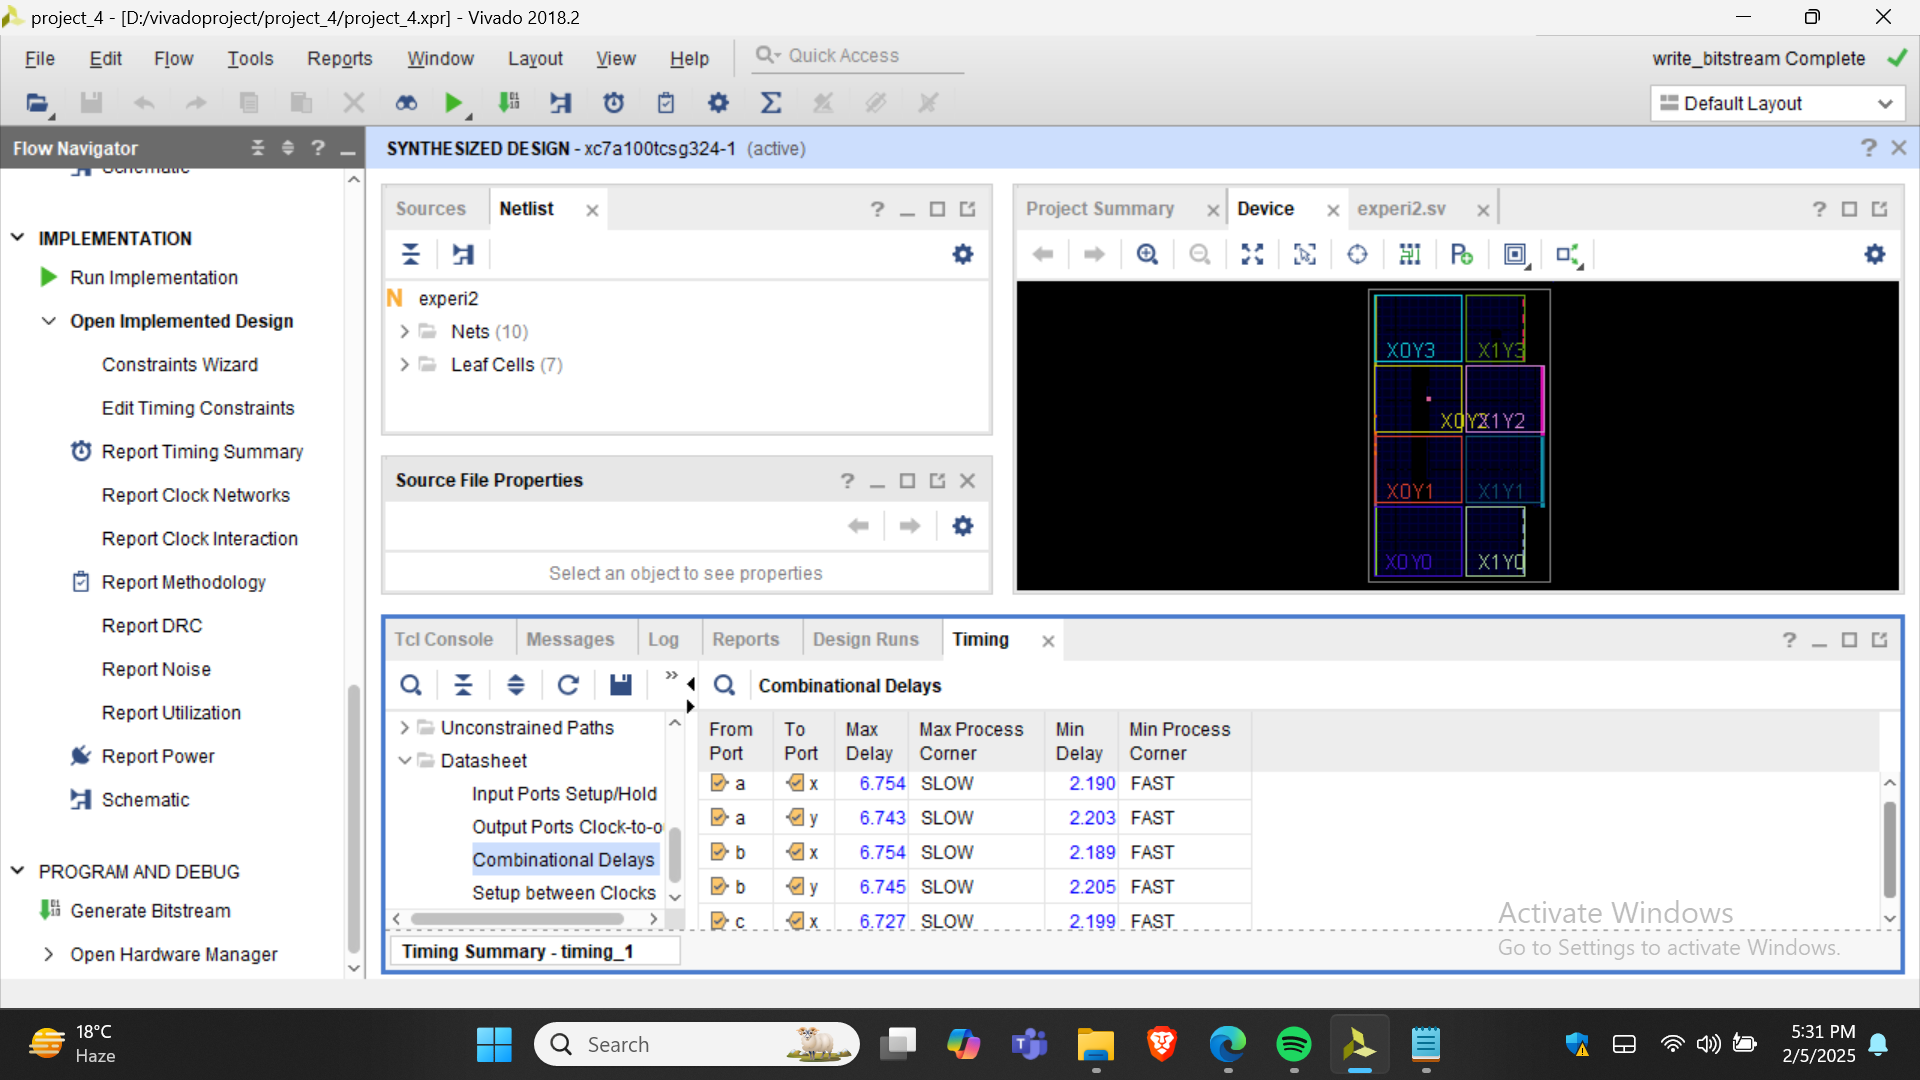 project_4 - [D:/vivadoproject/project_4/project_4.xpr] - Vivado 2018.2
File Edit Flow Tools Reports Window Layout View Help Quick Access
write_bitstream Complete
Default Layout
Flow Navigator
SYNTHESIZED DESIGN - xc7a100tcsg324-1 (active)
Schematic
IMPLEMENTATION
Run Implementation
Open Implemented Design
Constraints Wizard
Edit Timing Constraints
Report Timing Summary
Report Clock Networks
Report Clock Interaction
Report Methodology
Report DRC
Report Noise
Report Utilization
Report Power
Schematic
PROGRAM AND DEBUG
Generate Bitstream
Open Hardware Manager
Sources Netlist
experi2
Nets (10)
Leaf Cells (7)
Source File Properties
Select an object to see properties
Project Summary Device experi2.sv
X0Y3 X1Y3
X0Y2 X1Y2
X0Y1 X1Y1
X0Y0 X1Y0
Tcl Console Messages Log Reports Design Runs Timing
Combinational Delays
Unconstrained Paths
Datasheet
Input Ports Setup/Hold
Output Ports Clock-to-o
Combinational Delays
Setup between Clocks
From Port To Port Max Delay Max Process Corner Min Delay Min Process Corner
a x 6.754 SLOW 2.190 FAST
a y 6.743 SLOW 2.203 FAST
b x 6.754 SLOW 2.189 FAST
b y 6.745 SLOW 2.205 FAST
c x 6.727 SLOW 2.199 FAST
Timing Summary - timing_1
Activate Windows
Go to Settings to activate Windows.
18°C
Haze
Search
5:31 PM
2/5/2025